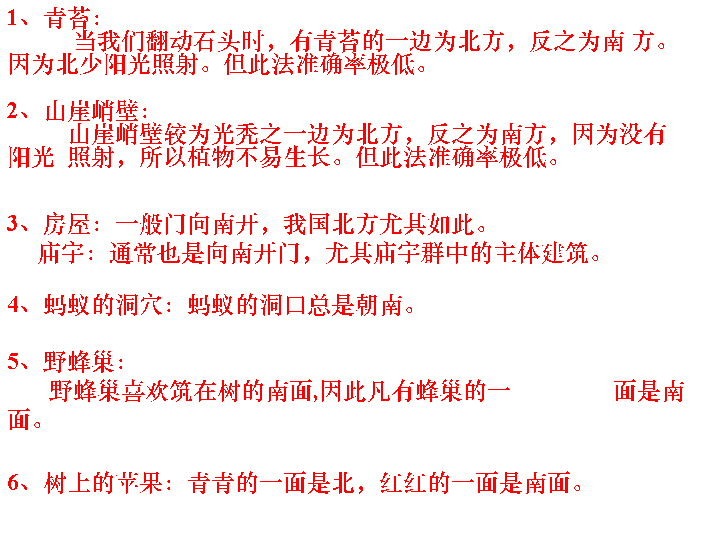 1、青苔：
当我们翻动石头时，有青苔的一边为北方，反之为南 方。
因为北少阳光照射。但此法准确率极低。
2、山崖峭壁：
山崖峭壁较为光秃之一边为北方，反之为南方，因为没有
阳光 照射，所以植物不易生长。但此法准确率极低。
3、房屋：一般门向南开，我国北方尤其如此。
庙宇：通常也是向南开门，尤其庙宇群中的主体建筑。
4、蚂蚁的洞穴：蚂蚁的洞口总是朝南。
5、野蜂巢：
野蜂巢喜欢筑在树的南面,因此凡有蜂巢的一 面是南
面。
6、树上的苹果：青青的一面是北，红红的一面是南面。